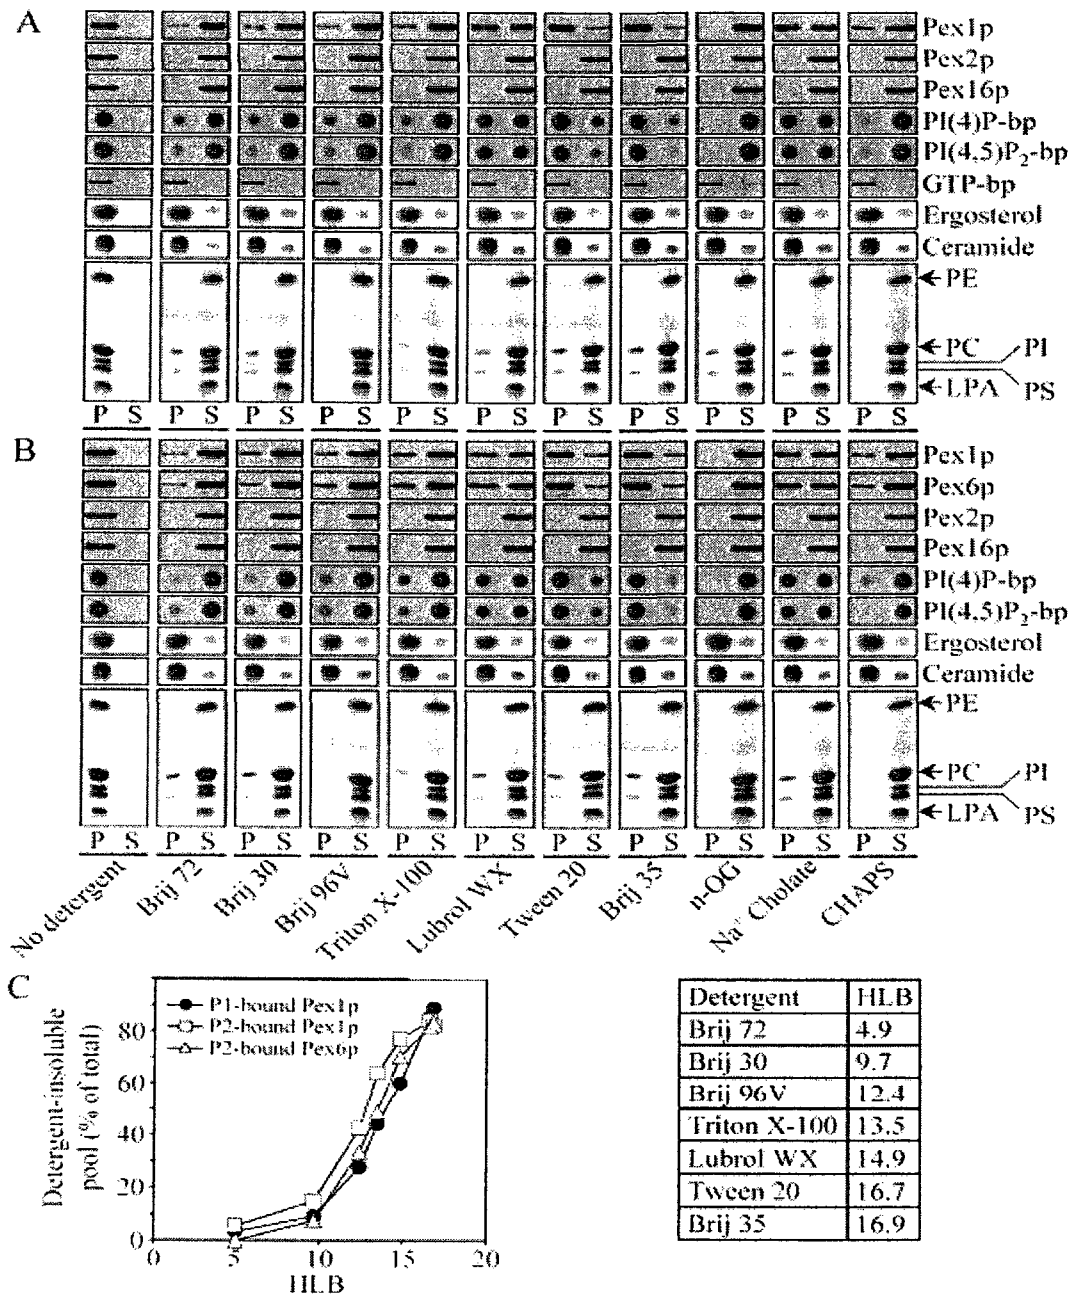 A
Pex1p
Pex2p
Pex16p
PI(4)P-bp
PI(4,5)P₂-bp
GTP-bp
Ergosterol
Ceramide
PE
PC PI
LPA PS
P S P S P S P S P S P S P S P S P S P S P S
B
Pex1p
Pex6p
Pex2p
Pex16p
PI(4)P-bp
PI(4,5)P₂-bp
Ergosterol
Ceramide
PE
PC PI
LPA PS
P S P S P S P S P S P S P S P S P S P S P S
No detergent
Brij 72
Brij 30
Brij 96V
Triton X-100
Lubrol WX
Tween 20
Brij 35
n-OG
Na⁺ Cholate
CHAPS
C
Detergent-insoluble
pool (% of total)
80
60
40
20
0
P1-bound Pex1p
P2-bound Pex1p
P2-bound Pex6p
0 5 10 15 20
HLB
Detergent HLB
Brij 72 4.9
Brij 30 9.7
Brij 96V 12.4
Triton X-100 13.5
Lubrol WX 14.9
Tween 20 16.7
Brij 35 16.9